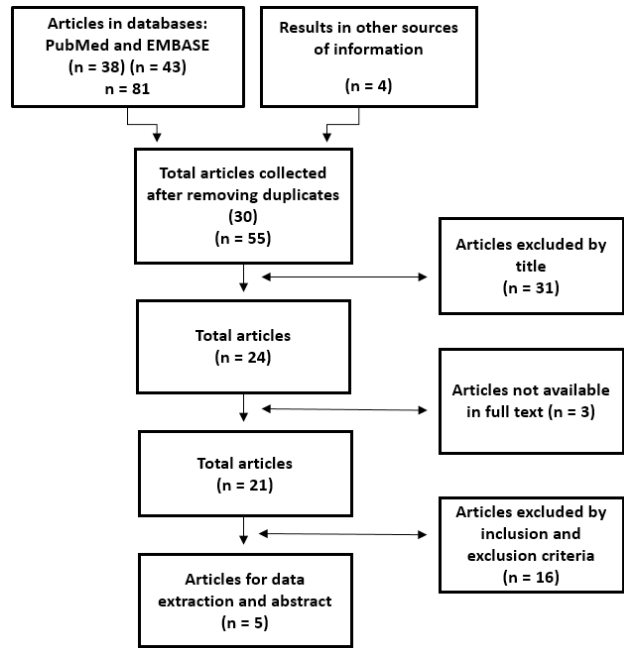 Articles in databases:
PubMed and EMBASE
(n = 38) (n = 43)
n = 81
Results in other sources
of information
(n = 4)
Total articles collected
after removing duplicates
(30)
(n = 55)
Articles excluded by
title
(n = 31)
Total articles
(n = 24)
Articles not available
in full text (n = 3)
Total articles
(n = 21)
Articles excluded by
inclusion and
exclusion criteria
(n = 16)
Articles for data
extraction and abstract
(n = 5)